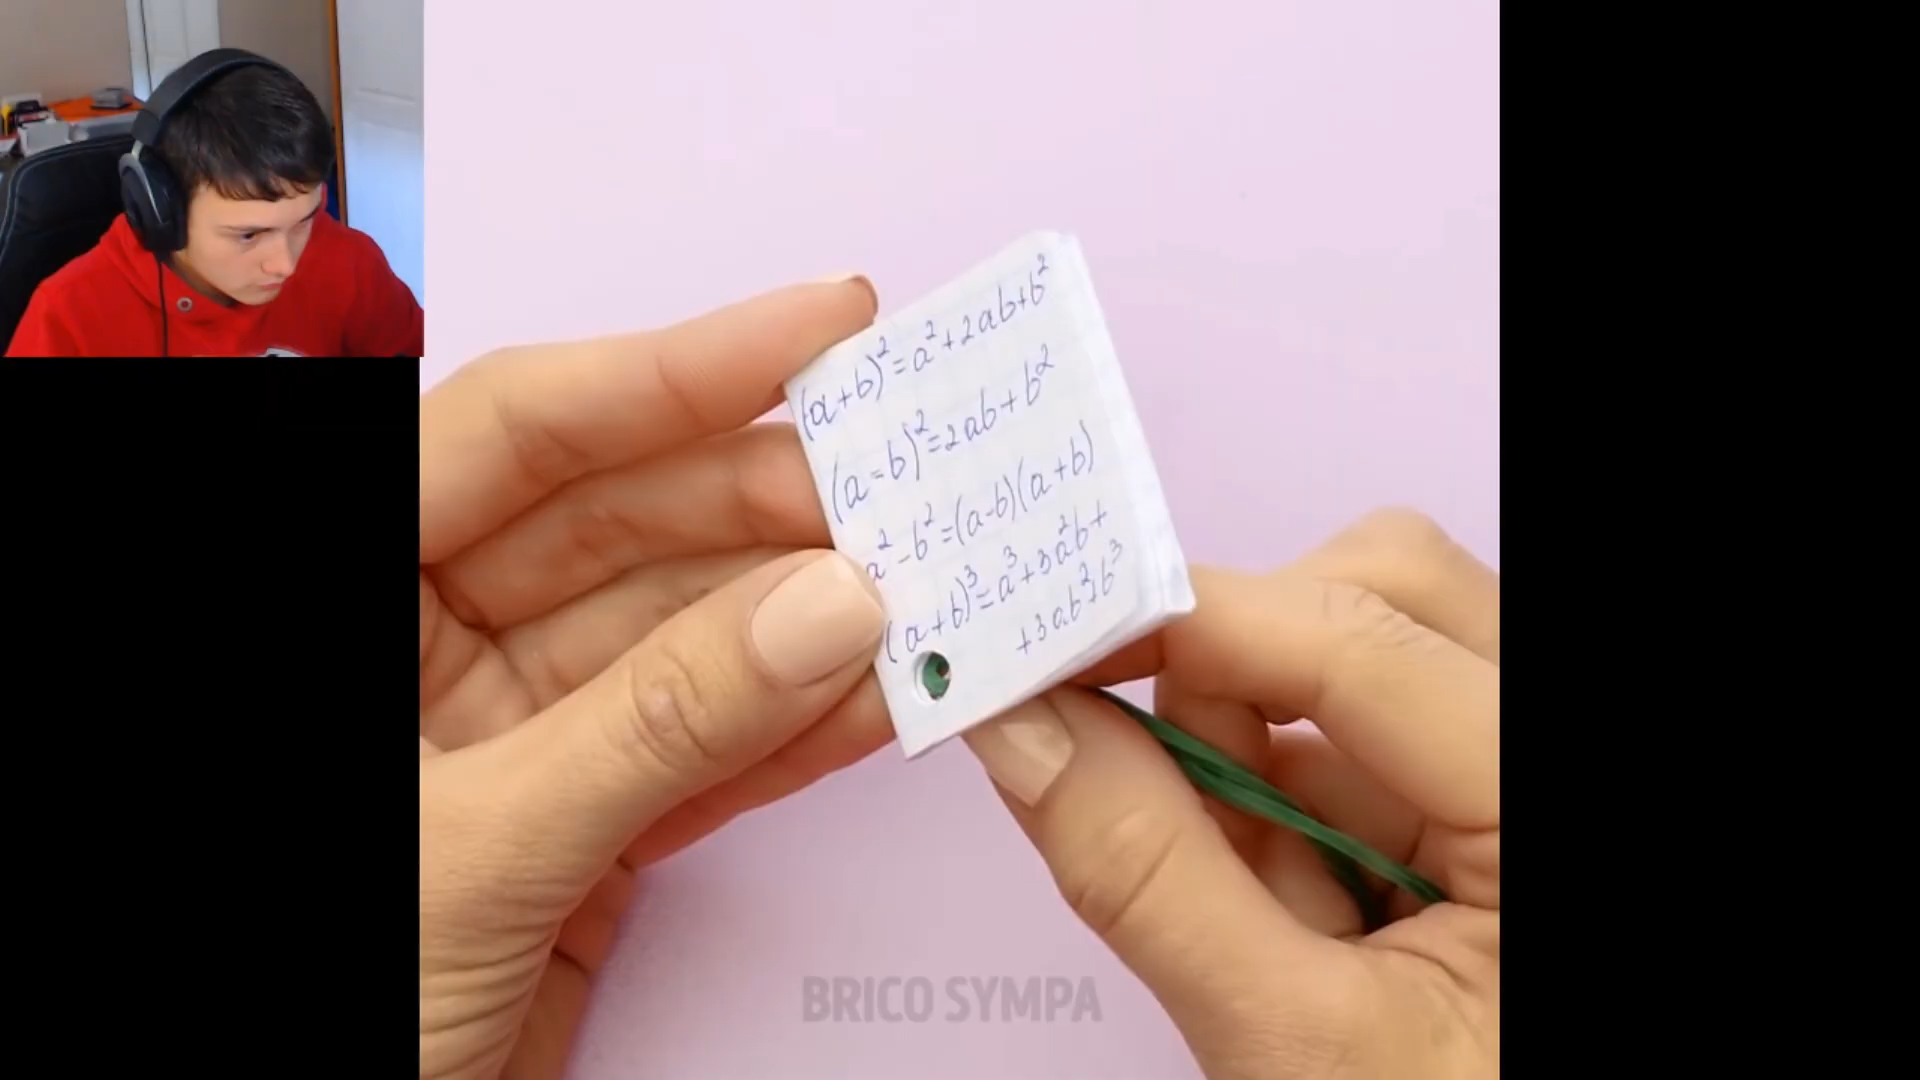 (a+b)²=a²+2ab+b²
(a-b)²=2ab+b²
a²-b²=(a-b)(a+b)
(a+b)³=a³+3a²b+
+3ab²+b³
BRICO SYMPA